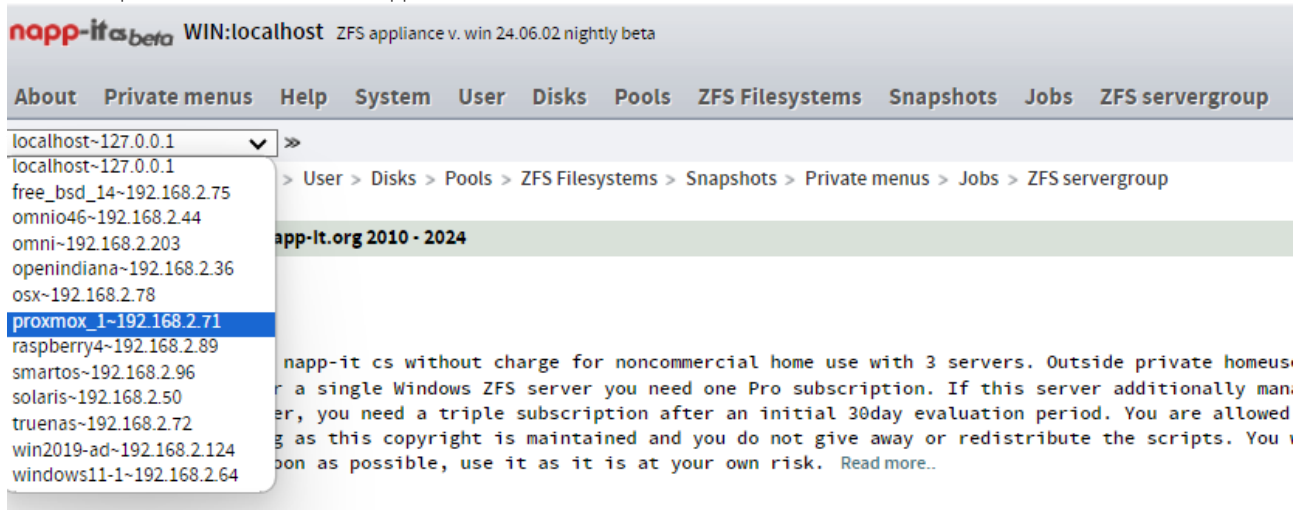 napp-it cs beta WIN:localhost ZFS appliance v. win 24.06.02 nightly beta
About Private menus Help System User Disks Pools ZFS Filesystems Snapshots Jobs ZFS servergroup
localhost~127.0.0.1 »
localhost~127.0.0.1
free_bsd_14~192.168.2.75
omnio46~192.168.2.44
omni~192.168.2.203
openindiana~192.168.2.36
osx~192.168.2.78
proxmox_1~192.168.2.71
raspberry4~192.168.2.89
smartos~192.168.2.96
solaris~192.168.2.50
truenas~192.168.2.72
win2019-ad~192.168.2.124
windows11-1~192.168.2.64
> User > Disks > Pools > ZFS Filesystems > Snapshots > Private menus > Jobs > ZFS servergroup
app-it.org 2010 - 2024
napp-it cs without charge for noncommercial home use with 3 servers. Outside private homeuse
r a single Windows ZFS server you need one Pro subscription. If this server additionally mana
er, you need a triple subscription after an initial 30day evaluation period. You are allowed
g as this copyright is maintained and you do not give away or redistribute the scripts. You
oon as possible, use it as it is at your own risk. Read more..